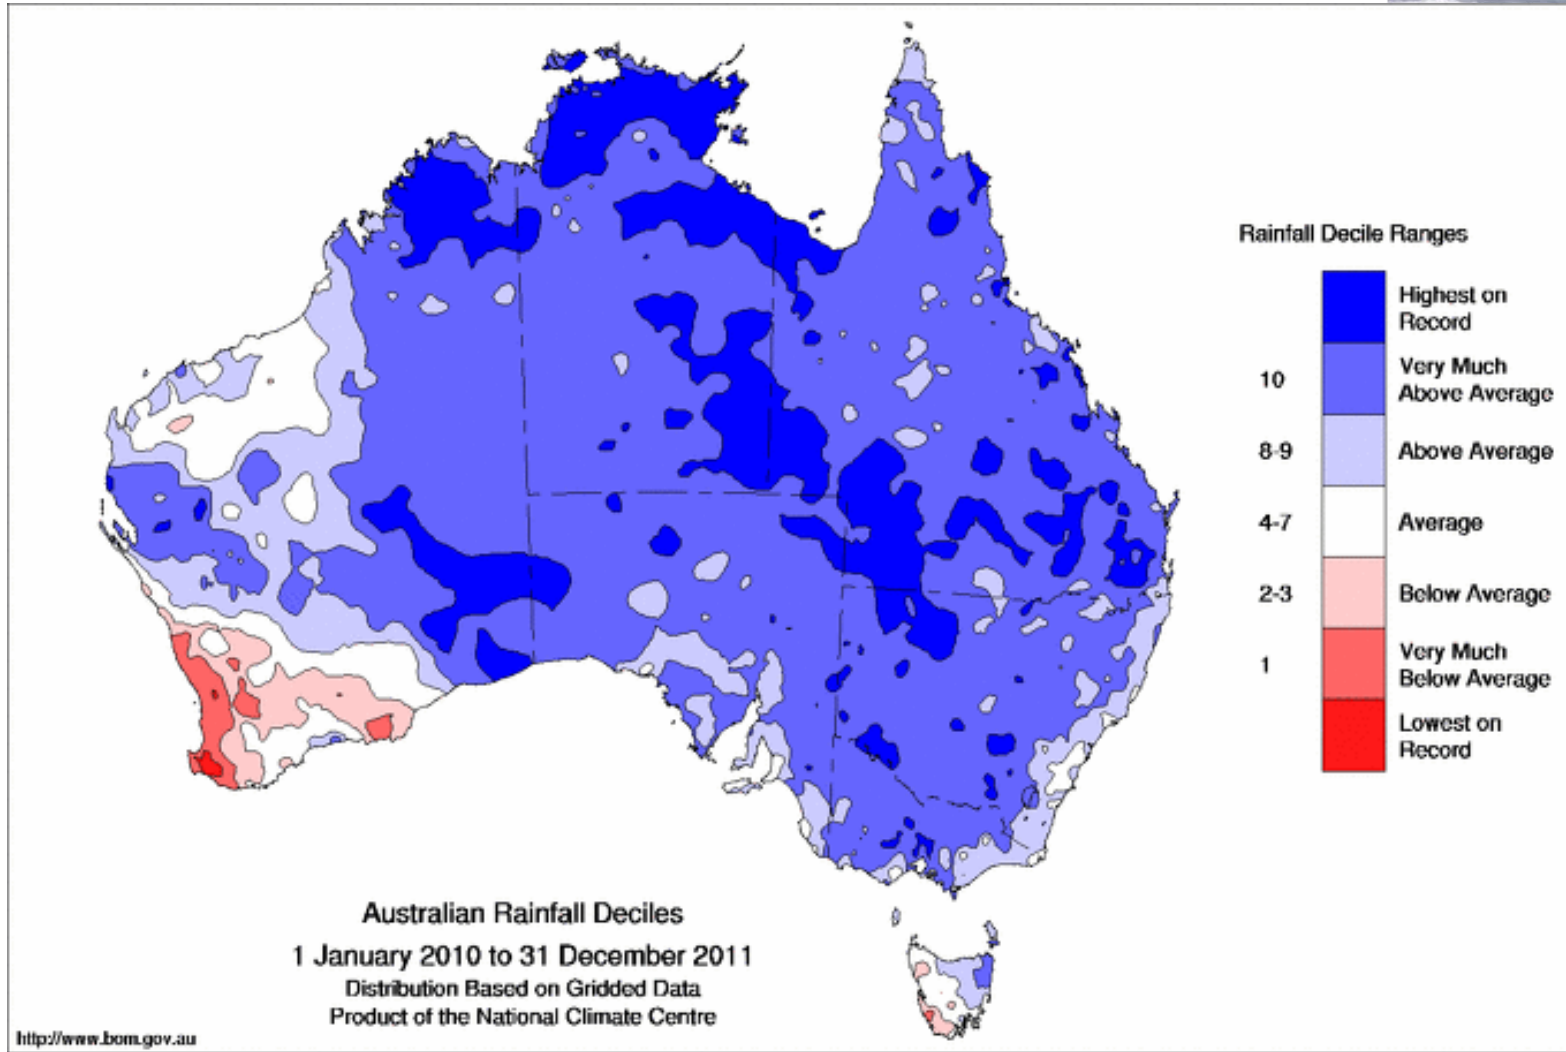 Rainfall Decile Ranges
Highest on
Record
10
Very Much
Above Average
8-9
Above Average
4-7
Average
2-3
Below Average
1
Very Much
Below Average
Lowest on
Record
Australian Rainfall Deciles
1 January 2010 to 31 December 2011
Distribution Based on Gridded Data
Product of the National Climate Centre
http://www.bom.gov.au